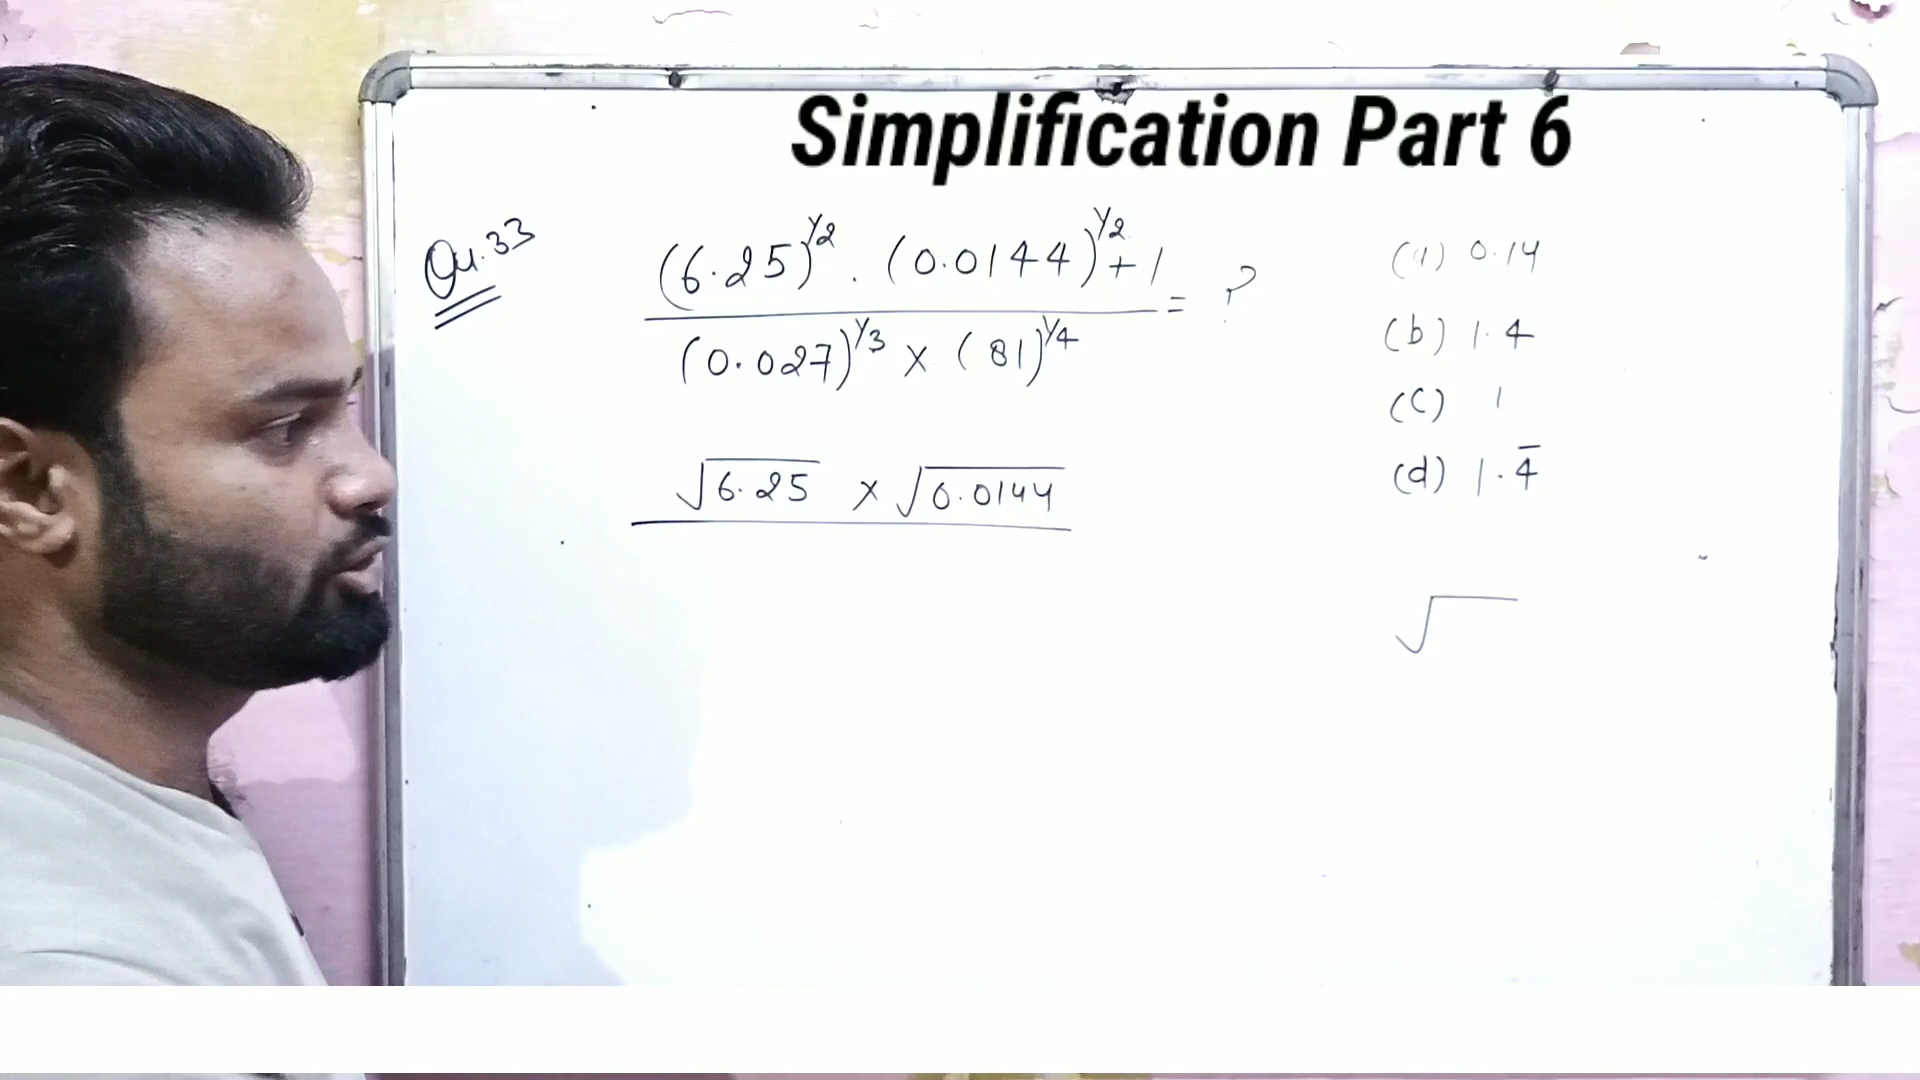 Simplification Part 6
Qu.33
(6.25)^1/2 . (0.0144)^1/2 + 1
(0.027)^1/3 × (81)^1/4
= ?
√6.25 × √0.0144
(a) 0.14
(b) 1.4
(c) 1
(d) 1.4̅
√